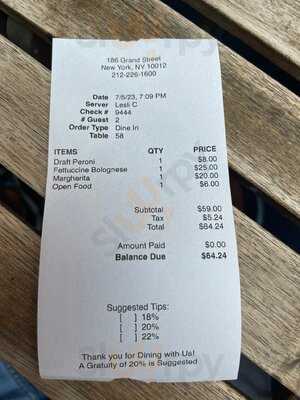 186 Grand Street
New York, NY 10012
212-226-1600
Date 7/5/23, 7:09 PM
Server Lesli C
Check # 9444
# Guest 2
Order Type Dine In
Table 58
ITEMS QTY PRICE
Draft Peroni 1 $8.00
Fettuccine Bolognese 1 $25.00
Margherita 1 $20.00
Open Food 1 $6.00
Subtotal $59.00
Tax $5.24
Total $64.24
Amount Paid $0.00
Balance Due $64.24
Suggested Tips:
[ ] 18%
[ ] 20%
[ ] 22%
Thank you for Dining with Us!
A Gratuity of 20% is Suggested